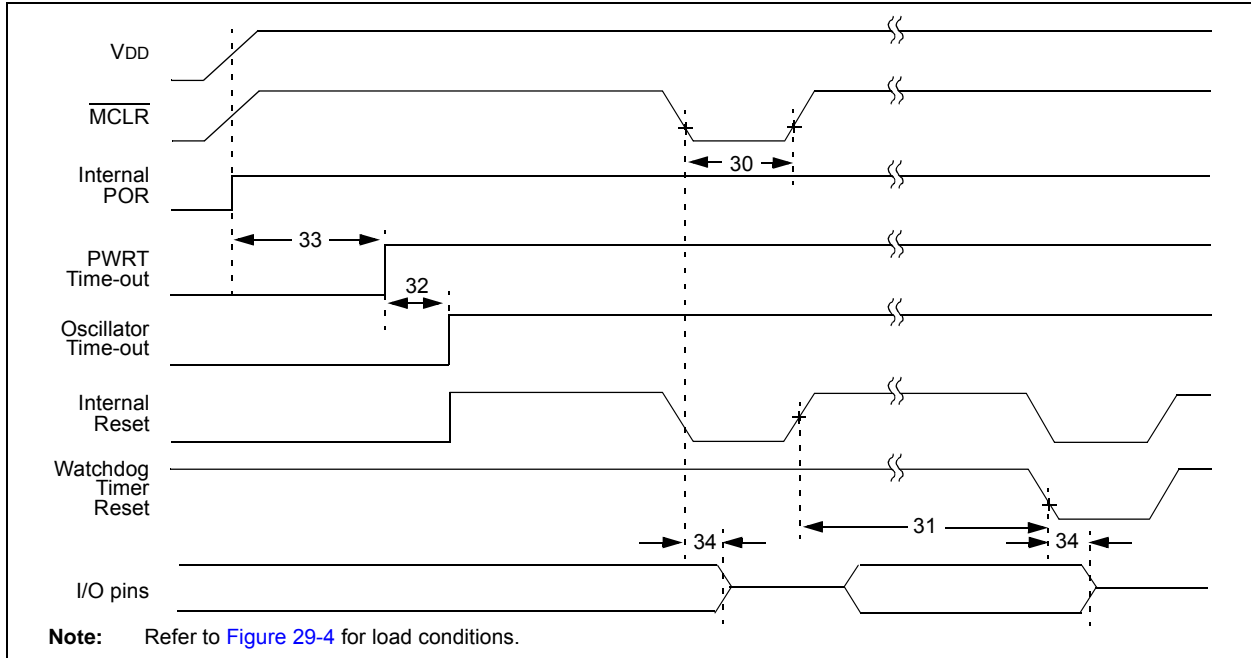 VDD
MCLR
30
Internal
POR
33
PWRT
Time-out
32
Oscillator
Time-out
Internal
Reset
Watchdog
Timer
Reset
31
34
34
I/O pins
Note: Refer to Figure 29-4 for load conditions.